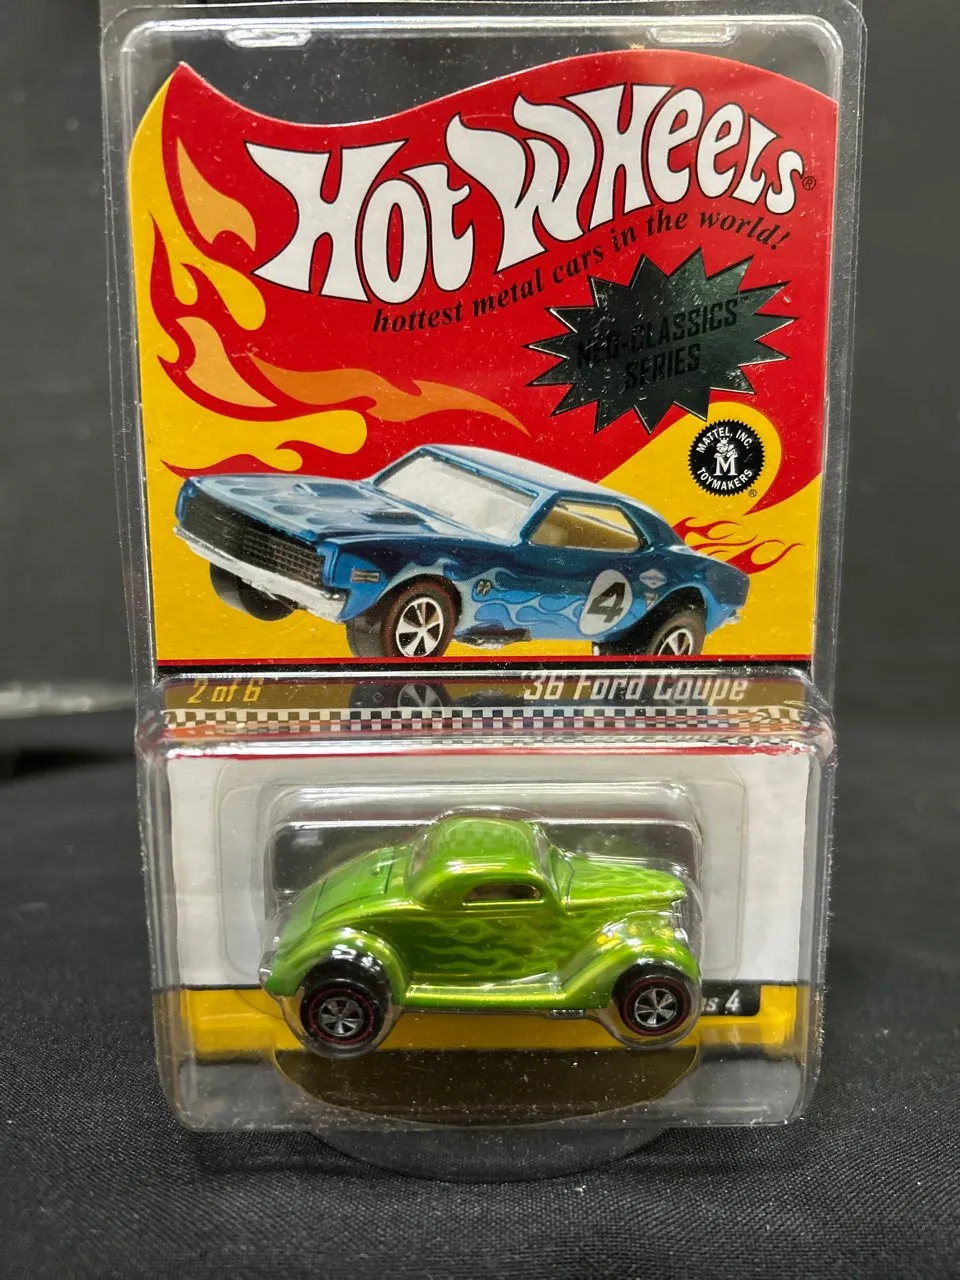 HOT WHEELS®
hottest metal cars in the world!
NEO-CLASSICS™
SERIES
MATTEL, INC.
M
TOYMAKERS
®
4
2 of 6
'36 Ford Coupe
4